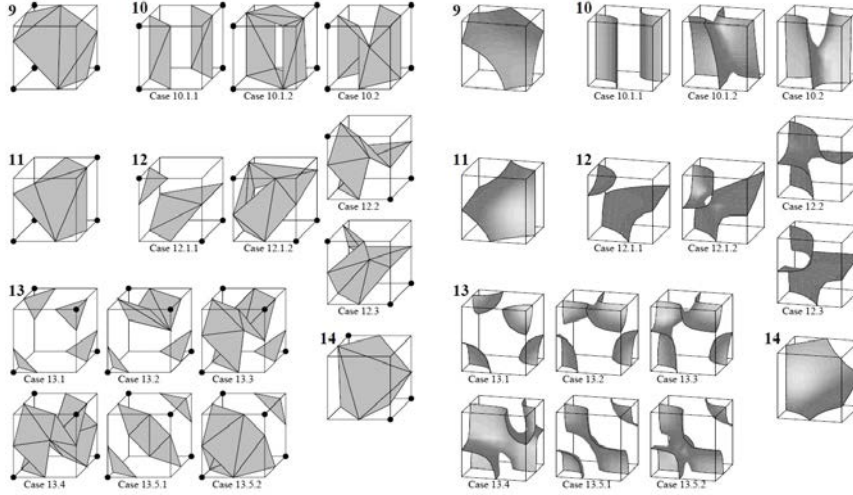 9 10 9 10
Case 10.1.1 Case 10.1.2 Case 10.2 Case 10.1.1 Case 10.1.2 Case 10.2
11 12 11 12
Case 12.2 Case 12.2
Case 12.1.1 Case 12.1.2 Case 12.1.1 Case 12.1.2
13 13
Case 12.3 Case 12.3
14 14
Case 13.1 Case 13.2 Case 13.3 Case 13.1 Case 13.2 Case 13.3
Case 13.4 Case 13.5.1 Case 13.5.2 Case 13.4 Case 13.5.1 Case 13.5.2